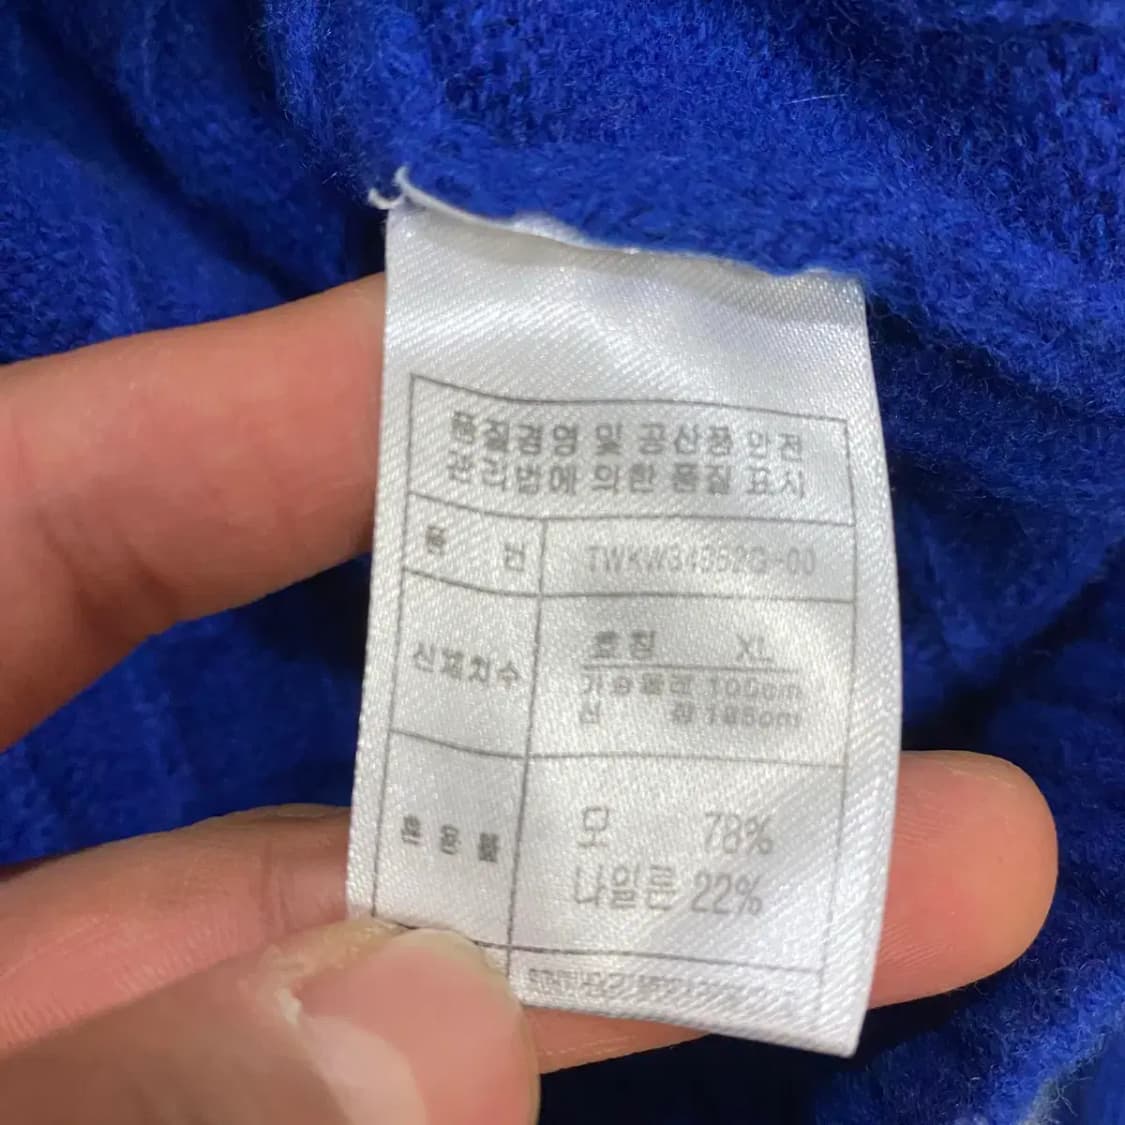 품질경영 및 공산품 안전
관리법에 의한 품질 표시
품 번
신체치수
호칭 XL
가슴둘레 100cm
신 장 185cm
혼용률
모 78%
나일론 22%